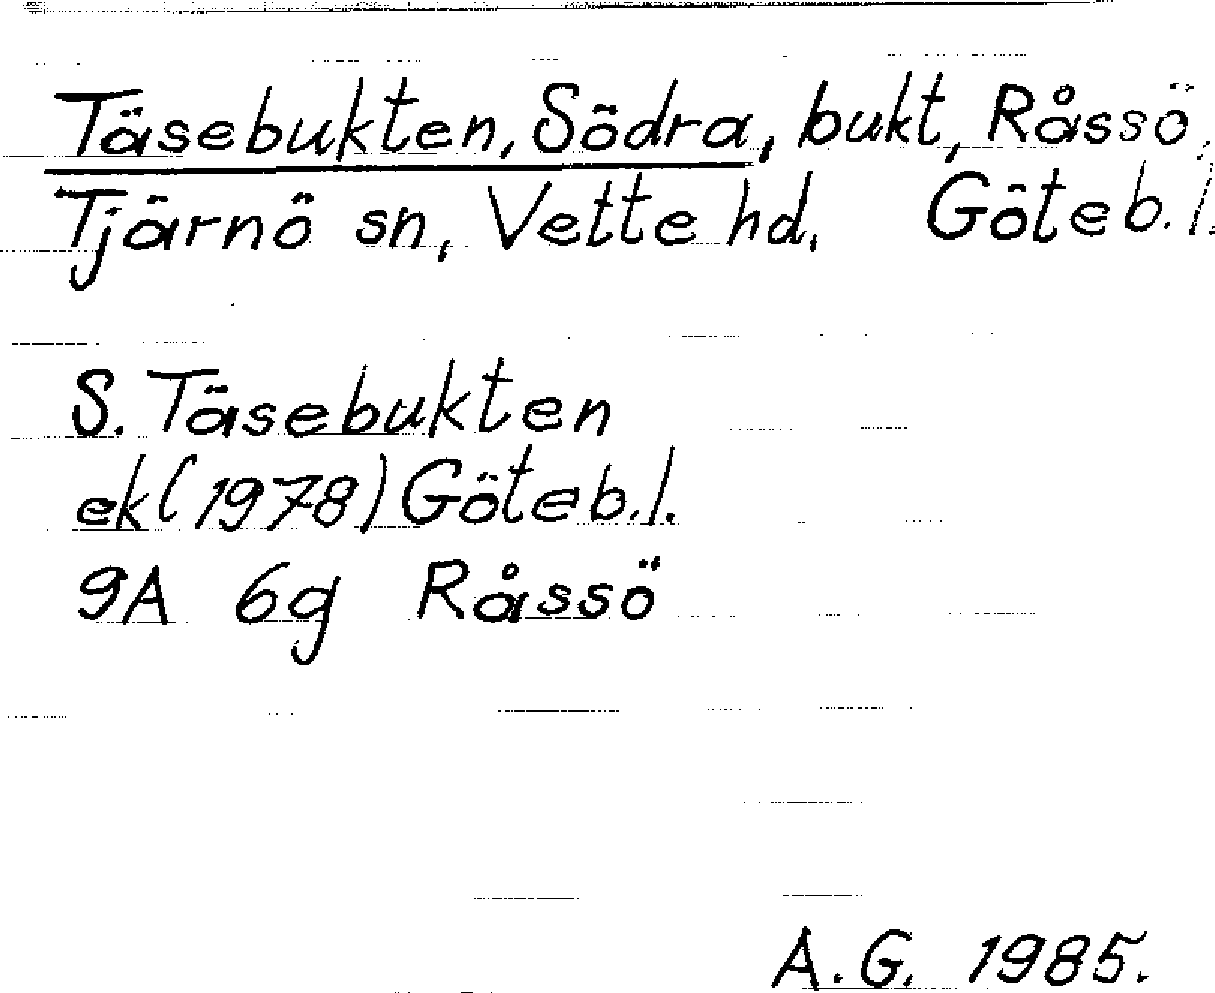 Täsebukten, Södra, bukt, Råssö,
Tjärnö sn, Vette hd, Göteb. l.
S. Täsebukten
ek (1978) Göteb. l.
9A 6g Råssö
A. G. 1985.